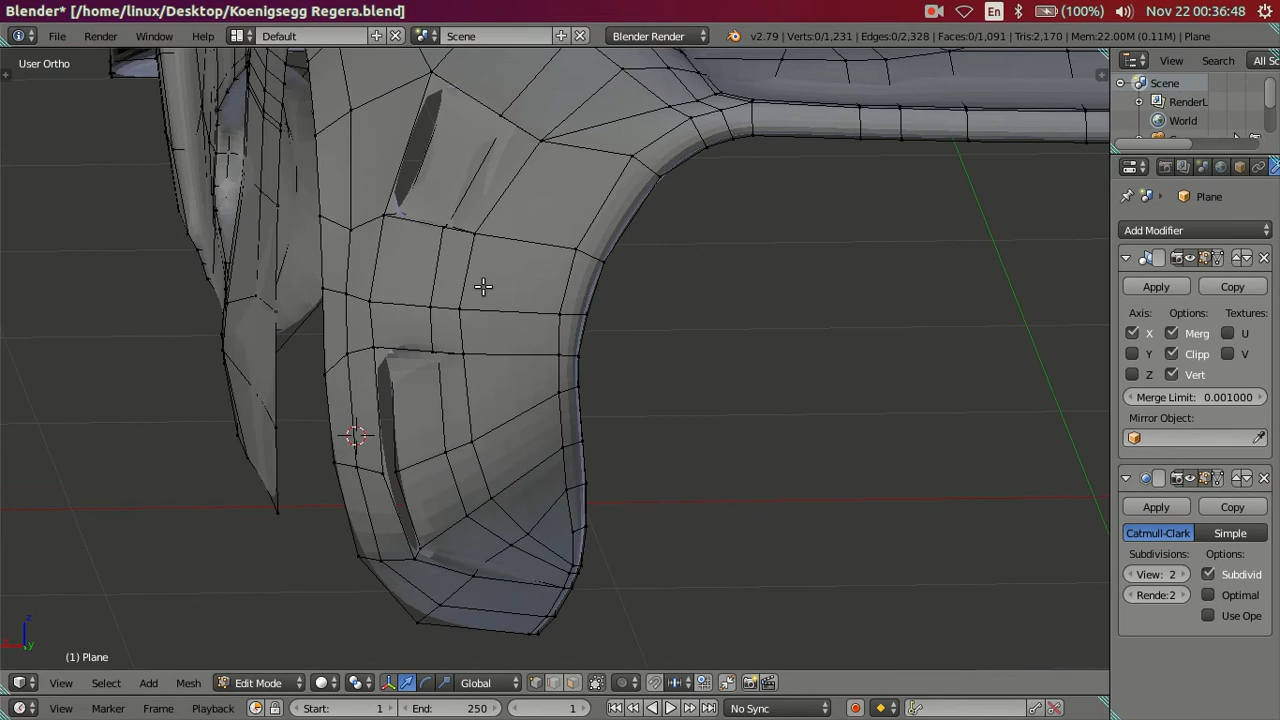 Blender* [/home/linux/Desktop/Koenigsegg Regera.blend]
En (100%) Nov 22 00:36:48
File Render Window Help Default Scene Blender Render v2.79 | Verts:0/1,231 | Edges:0/2,328 | Faces:0/1,091 | Tris:2,170 | Mem:22.00M (0.11M) | Plane
User Ortho
View Search All Sc
Scene
RenderL
World
Plane
Add Modifier
Apply Copy
Axis: Options: Textures:
X Merg U
Y Clipp V
Z Vert
Merge Limit: 0.001000
Mirror Object:
Apply Copy
Catmull-Clark Simple
Subdivisions: Options:
View: 2 Subdivid
Rende:2 Optimal
Use Ope
z
x y
(1) Plane
View Select Add Mesh Edit Mode Global
View Marker Frame Playback Start: 1 End: 250 1 No Sync